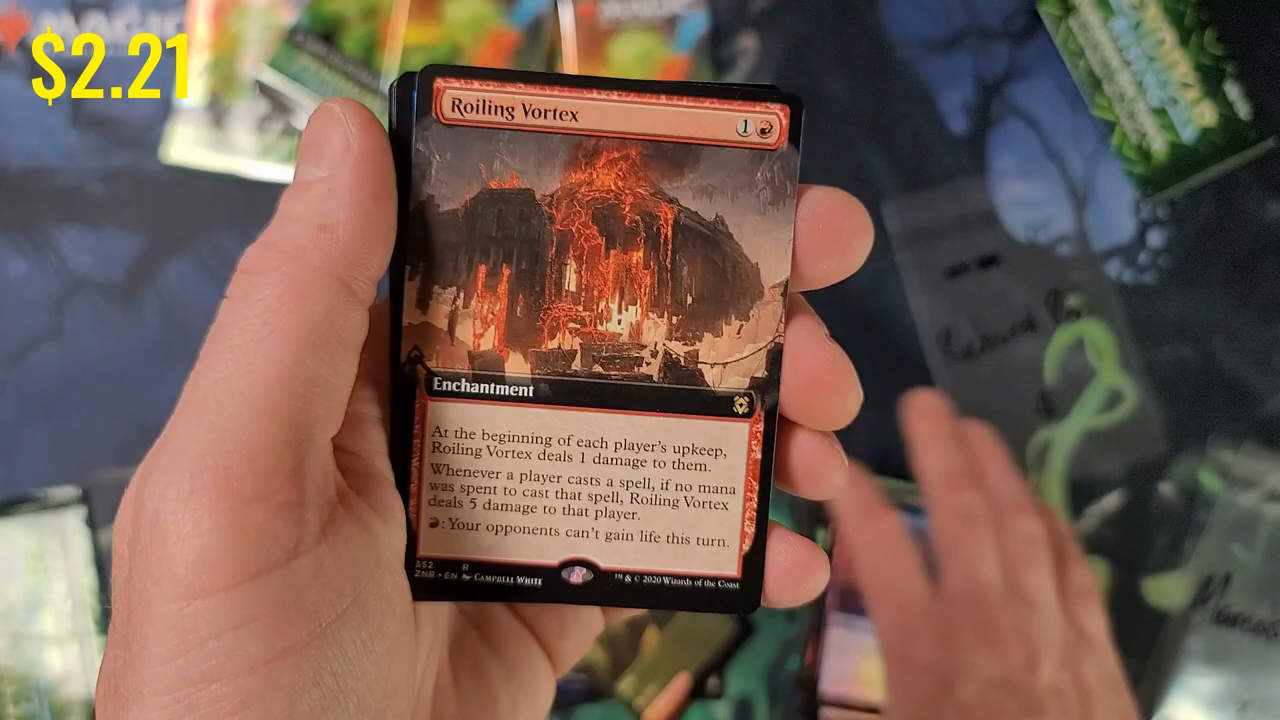 $2.21
Roiling Vortex
1
Enchantment
At the beginning of each player's upkeep,
Roiling Vortex deals 1 damage to them.
Whenever a player casts a spell, if no mana
was spent to cast that spell, Roiling Vortex
deals 5 damage to that player.
: Your opponents can't gain life this turn.
352 R
ZNR • EN Campbell White
™ & © 2020 Wizards of the Coast